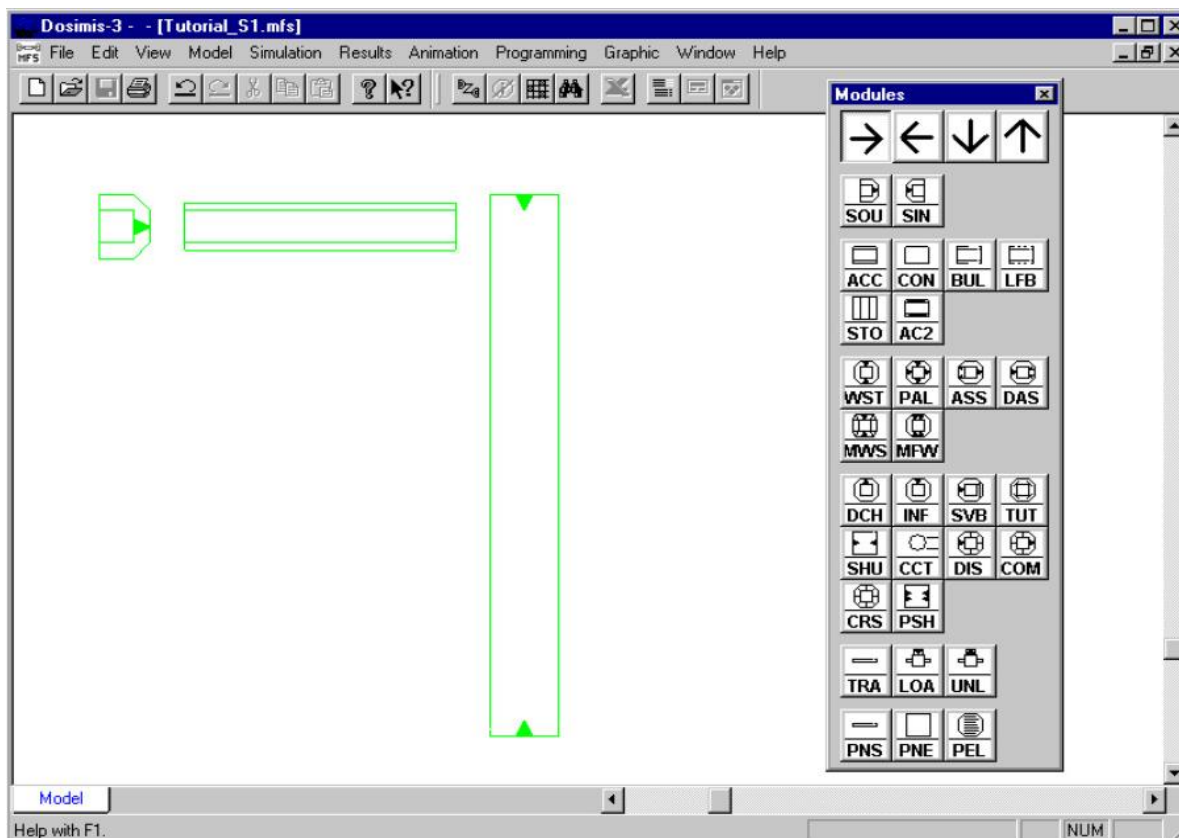 Dosimis-3 - - [Tutorial_S1.mfs]
MFS File Edit View Model Simulation Results Animation Programming Graphic Window Help
Modules
SOU SIN
ACC CON BUL LFB
STO AC2
WST PAL ASS DAS
MWS MFW
DCH INF SVB TUT
SHU CCT DIS COM
CRS PSH
TRA LOA UNL
PNS PNE PEL
Model
Help with F1. NUM